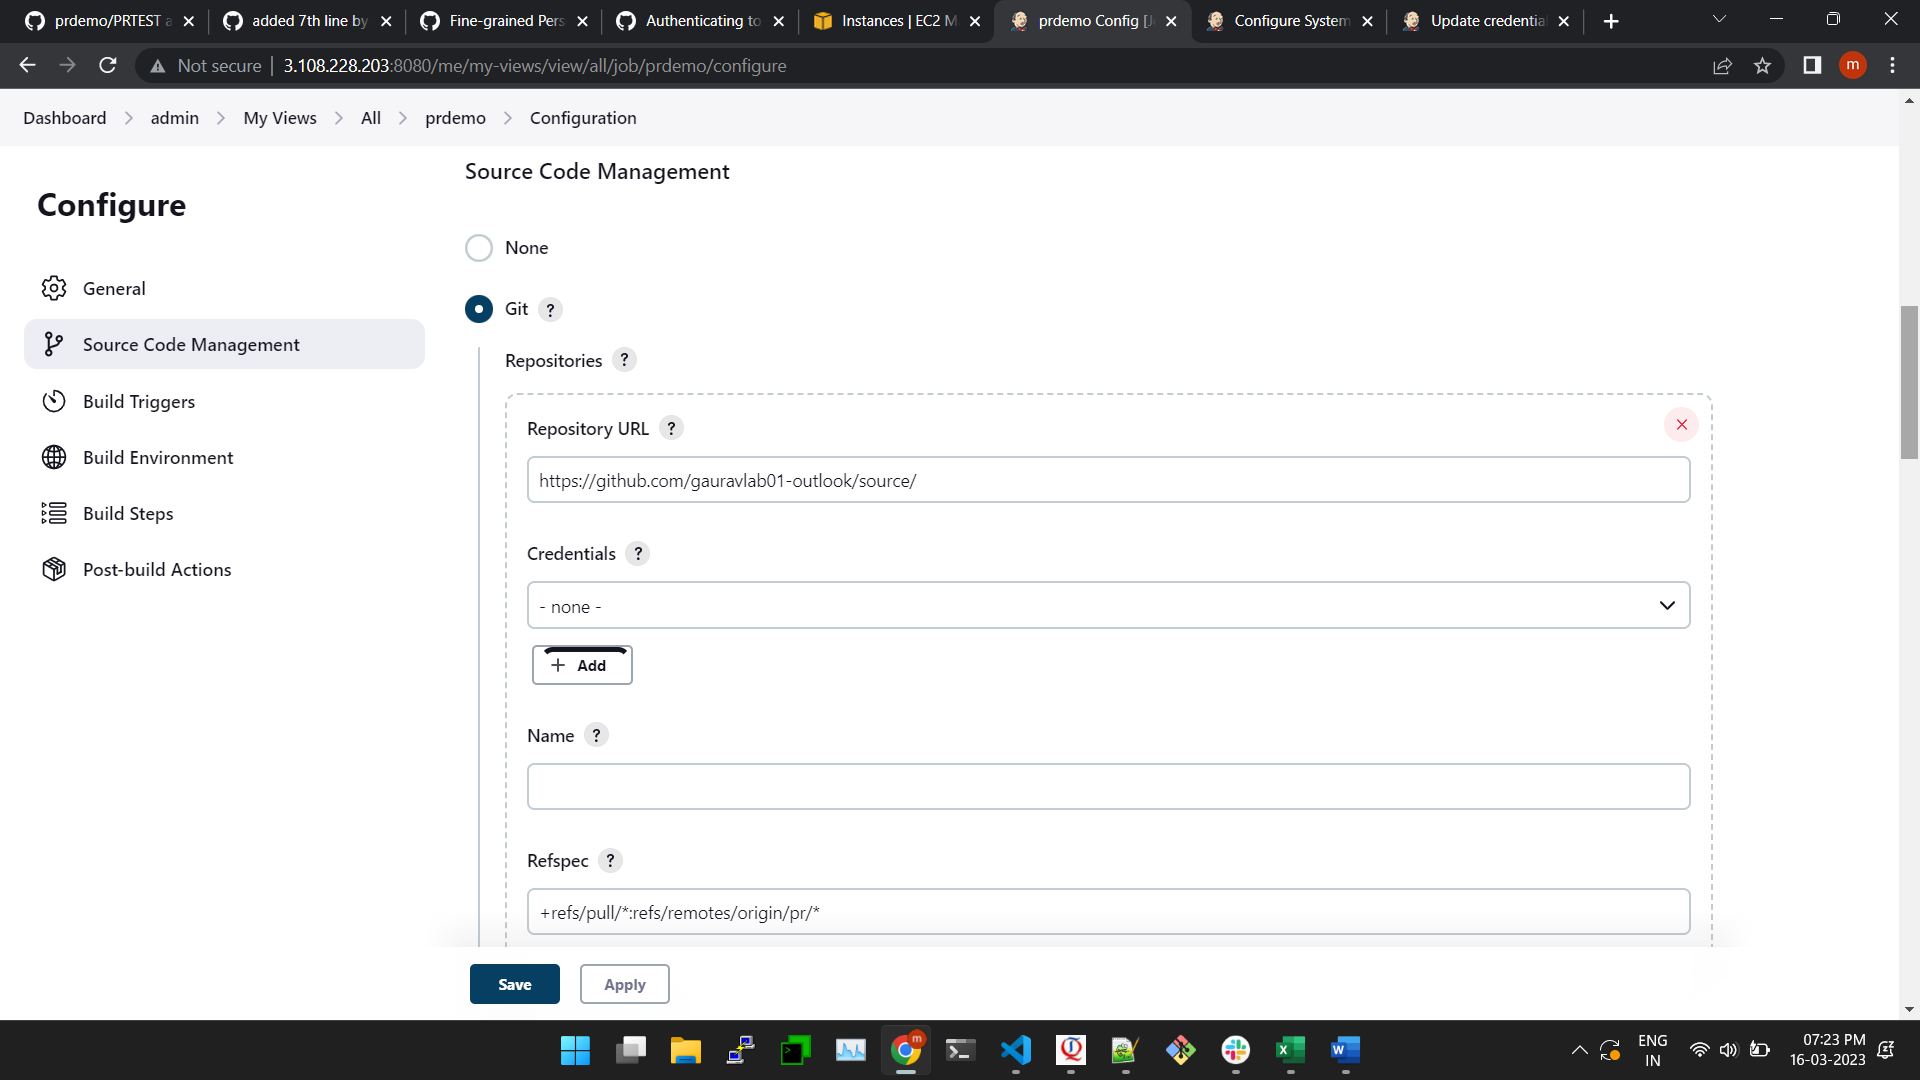 prdemo/PRTEST a
added 7th line by
Fine-grained Pers
Authenticating to
Instances | EC2 M
prdemo Config [J
Configure System
Update credentia
Not secure
3.108.228.203:8080/me/my-views/view/all/job/prdemo/configure
m
Dashboard
admin
My Views
All
prdemo
Configuration
Configure
General
Source Code Management
Build Triggers
Build Environment
Build Steps
Post-build Actions
Source Code Management
None
Git ?
Repositories ?
Repository URL ?
https://github.com/gauravlab01-outlook/source/
Credentials ?
- none -
+ Add
Name ?
Refspec ?
+refs/pull/*:refs/remotes/origin/pr/*
Save
Apply
m
ENG
IN
07:23 PM
16-03-2023